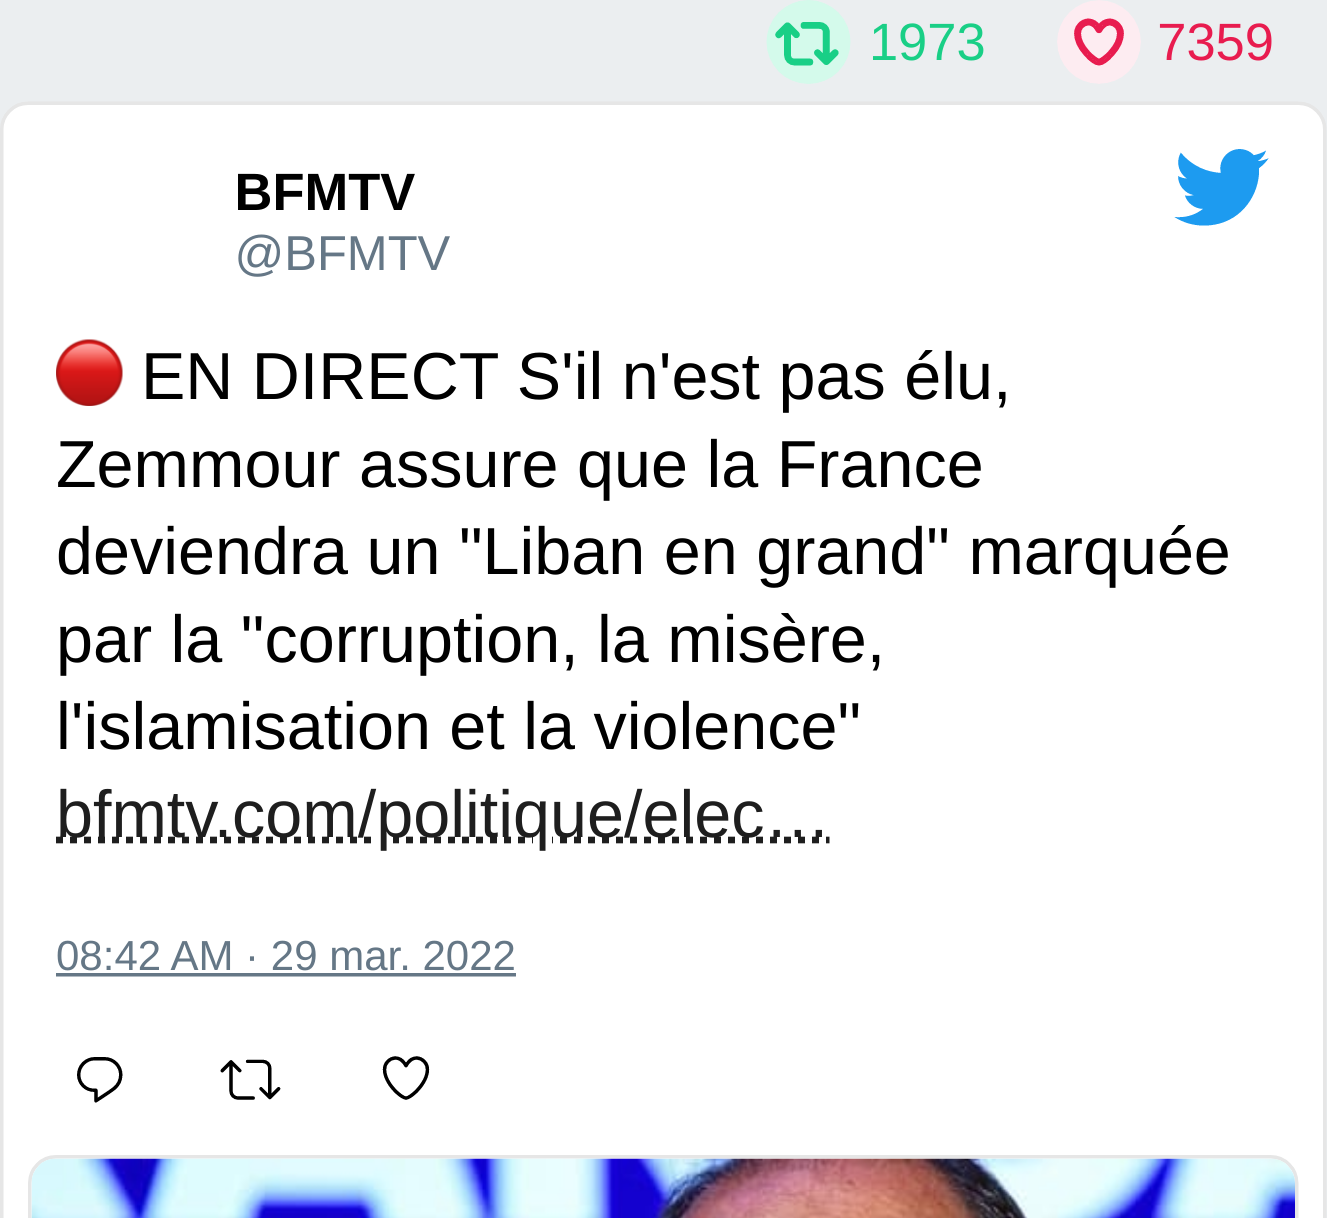 1973 7359
BFMTV
@BFMTV
🔴 EN DIRECT S'il n'est pas élu,
Zemmour assure que la France
deviendra un "Liban en grand" marquée
par la "corruption, la misère,
l'islamisation et la violence"
bfmtv.com/politique/elec…
08:42 AM · 29 mar. 2022